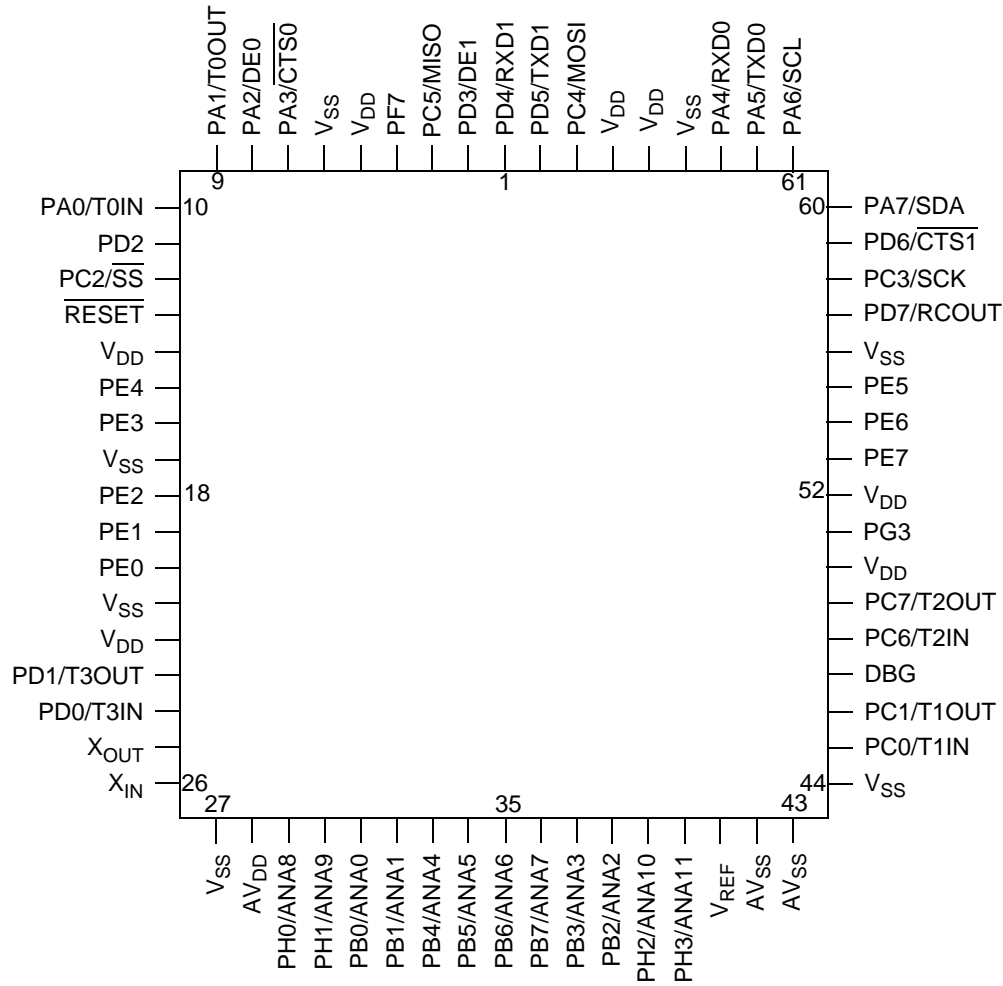 PA1/T0OUT
PA2/DE0
PA3/CTS0
VSS
VDD
PF7
PC5/MISO
PD3/DE1
PD4/RXD1
PD5/TXD1
PC4/MOSI
VDD
VDD
VSS
PA4/RXD0
PA5/TXD0
PA6/SCL
9 1 61
PA0/T0IN 10 60 PA7/SDA
PD2 PD6/CTS1
PC2/SS PC3/SCK
RESET PD7/RCOUT
VDD VSS
PE4 PE5
PE3 PE6
VSS PE7
PE2 18 52 VDD
PE1 PG3
PE0 VDD
VSS PC7/T2OUT
VDD PC6/T2IN
PD1/T3OUT DBG
PD0/T3IN PC1/T1OUT
XOUT PC0/T1IN
XIN 26 44 VSS
27 35 43
VSS
AVDD
PH0/ANA8
PH1/ANA9
PB0/ANA0
PB1/ANA1
PB4/ANA4
PB5/ANA5
PB6/ANA6
PB7/ANA7
PB3/ANA3
PB2/ANA2
PH2/ANA10
PH3/ANA11
VREF
AVSS
AVSS